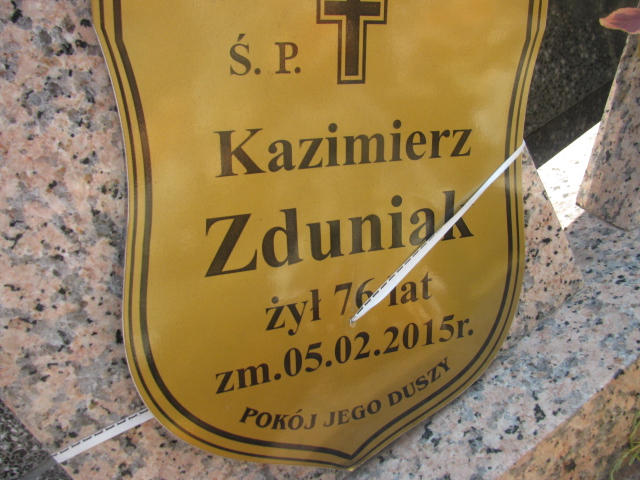 Ś. P.
Kazimierz
Zduniak
żył 76 lat
zm.05.02.2015r.
POKÓJ JEGO DUSZY